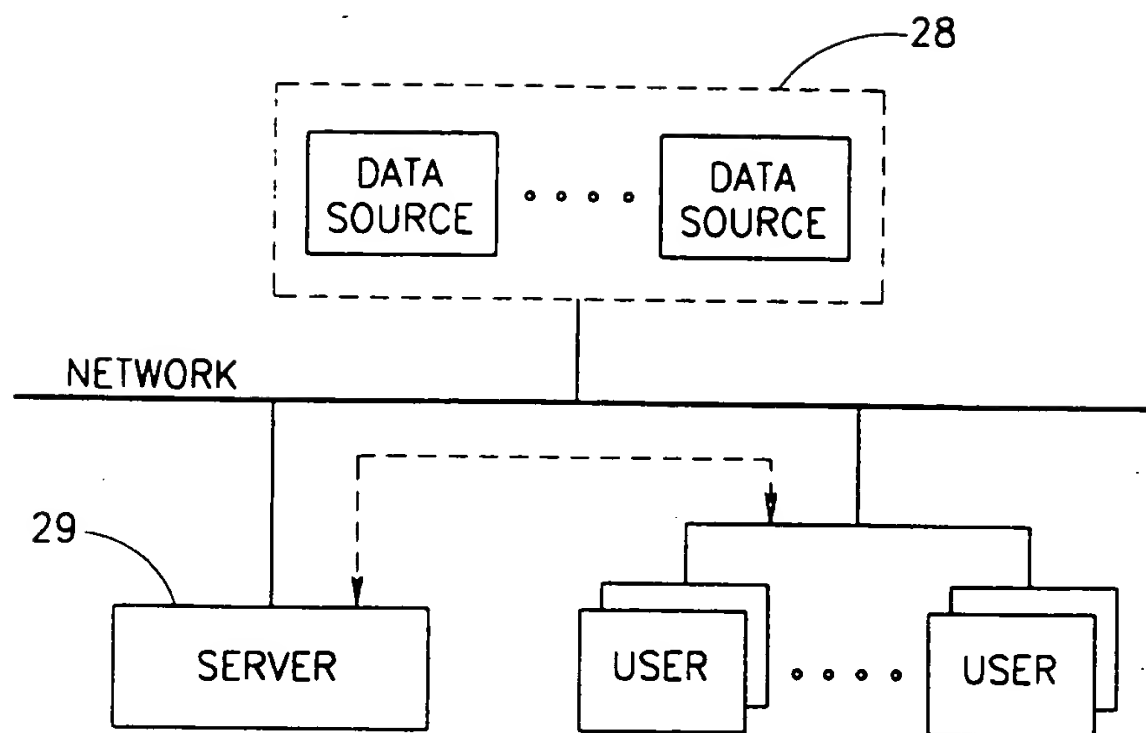 28
DATA
SOURCE
DATA
SOURCE
NETWORK
29
SERVER
USER
USER